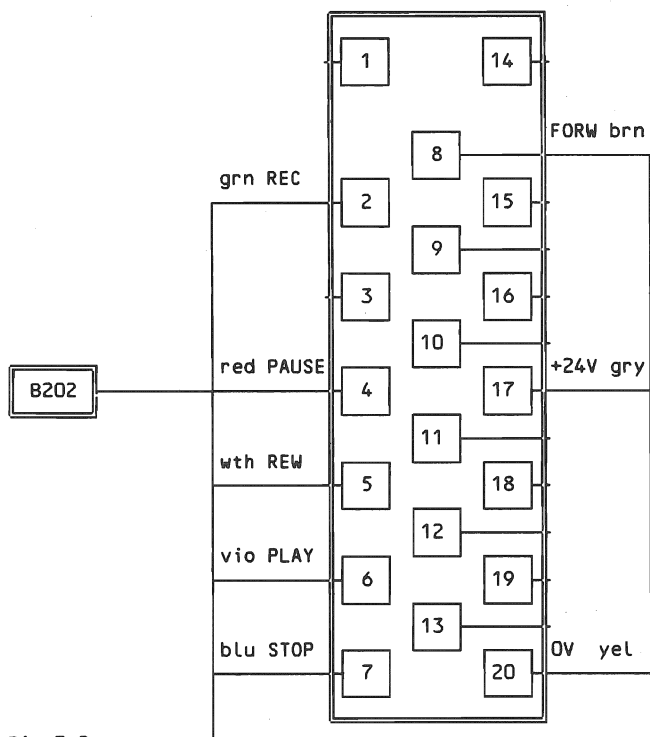 1 14
8 FORW brn
grn REC
2 15
9
3 16
10
red PAUSE +24V gry
B202 4 17
11
wth REW
5 18
12
vio PLAY
6 19
13
blu STOP 0V yel
7 20